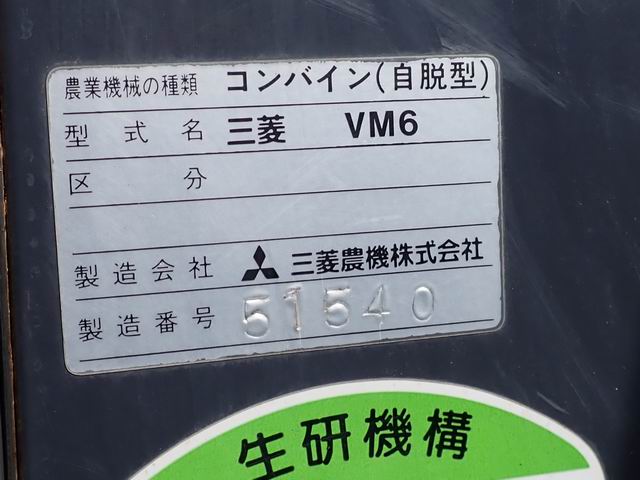 農業機械の種類 コンバイン(自脱型)
型式名 三菱 VM6
区分
製造会社 三菱農機株式会社
製造番号 51540
生研機構